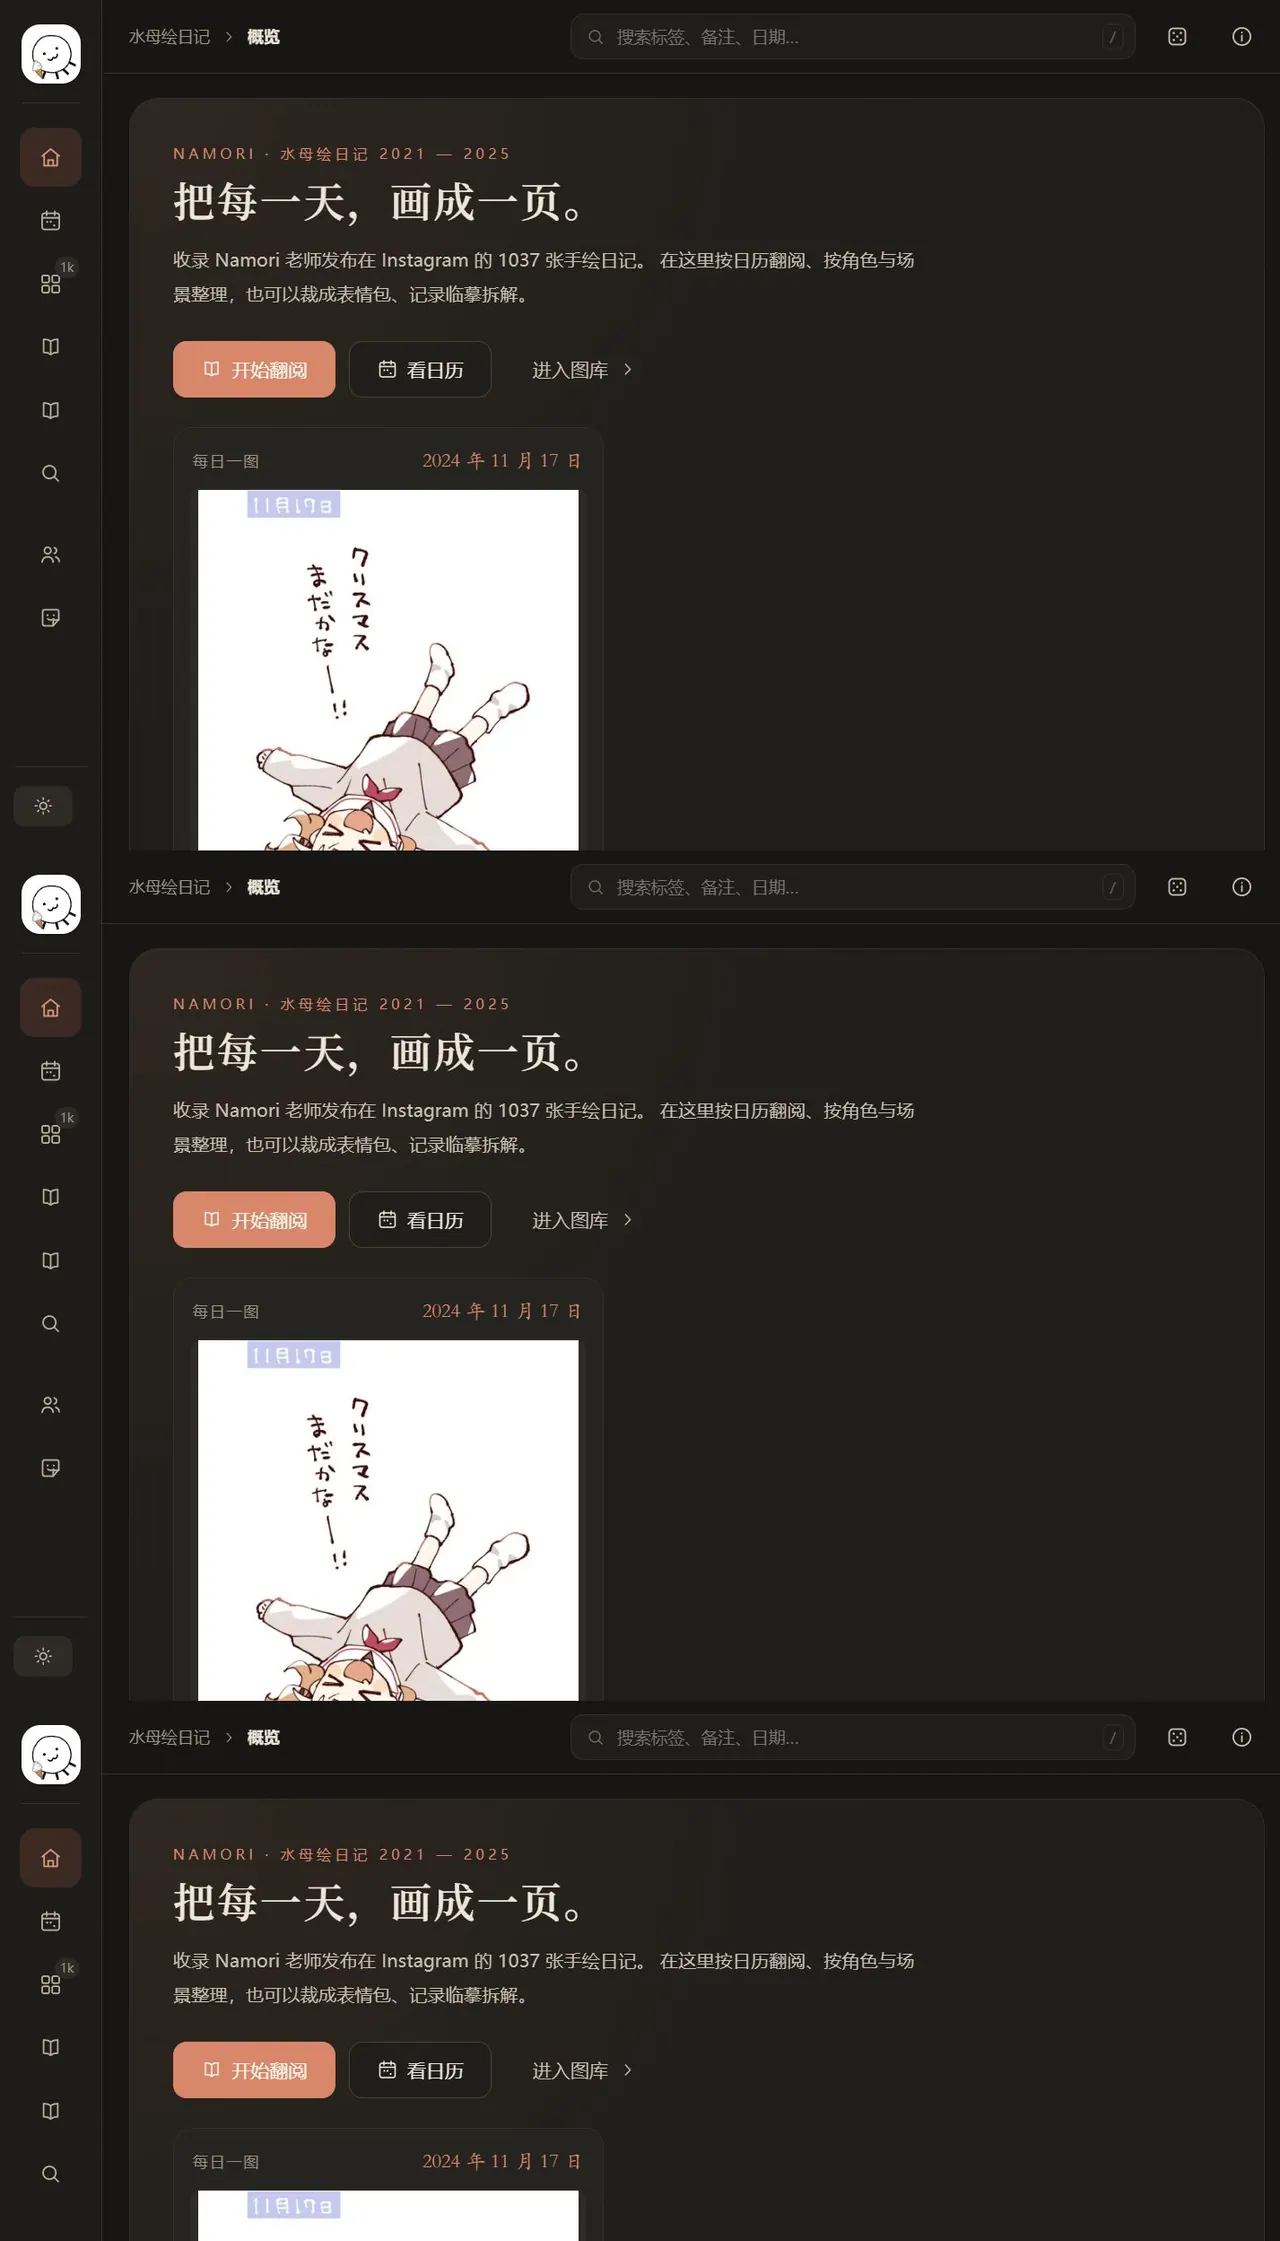 水母绘日记 > 概览
搜索标签、备注、日期...
/
1k
NAMORI · 水母绘日记 2021 — 2025
把每一天，画成一页。
收录 Namori 老师发布在 Instagram 的 1037 张手绘日记。 在这里按日历翻阅、按角色与场
景整理，也可以裁成表情包、记录临摹拆解。
开始翻阅
看日历
进入图库 >
每日一图
2024 年 11 月 17 日
11月17日
クリスマス
まだかなー!!
水母绘日记 > 概览
搜索标签、备注、日期...
/
1k
NAMORI · 水母绘日记 2021 — 2025
把每一天，画成一页。
收录 Namori 老师发布在 Instagram 的 1037 张手绘日记。 在这里按日历翻阅、按角色与场
景整理，也可以裁成表情包、记录临摹拆解。
开始翻阅
看日历
进入图库 >
每日一图
2024 年 11 月 17 日
11月17日
クリスマス
まだかなー!!
水母绘日记 > 概览
搜索标签、备注、日期...
/
1k
NAMORI · 水母绘日记 2021 — 2025
把每一天，画成一页。
收录 Namori 老师发布在 Instagram 的 1037 张手绘日记。 在这里按日历翻阅、按角色与场
景整理，也可以裁成表情包、记录临摹拆解。
开始翻阅
看日历
进入图库 >
每日一图
2024 年 11 月 17 日
11月17日